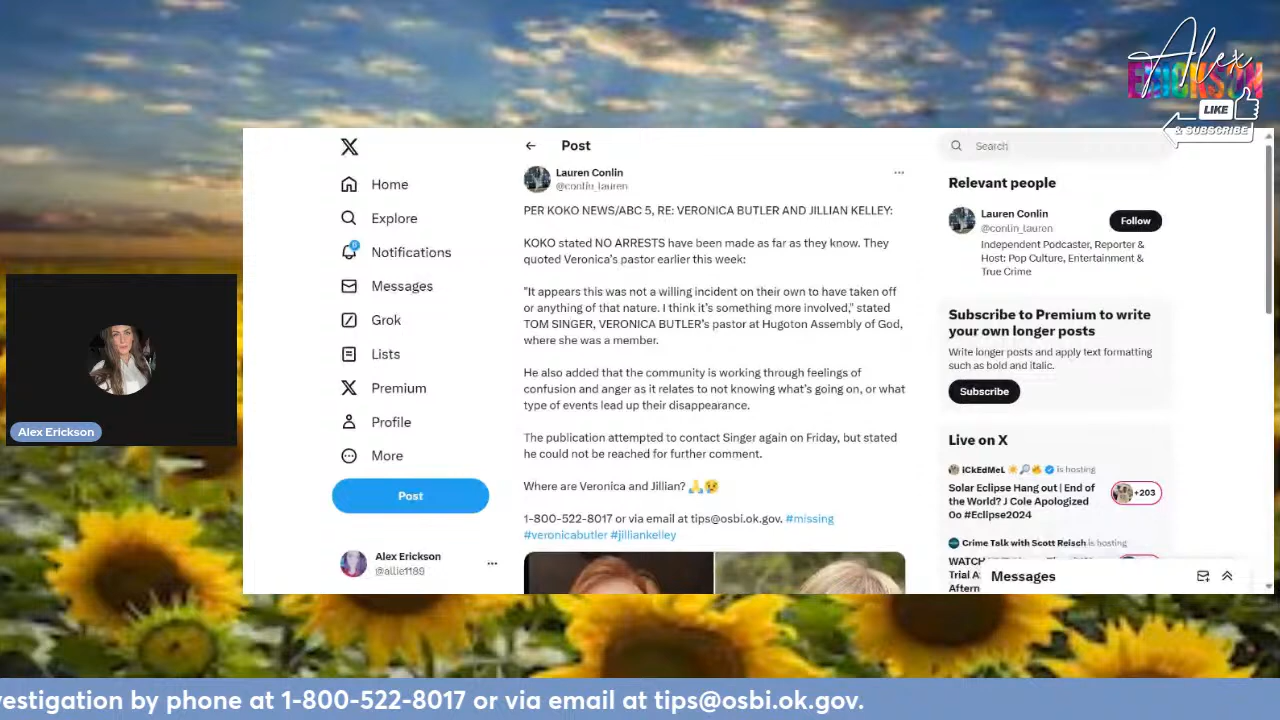 Alex
ERICKSON
LIKE
& SUBSCRIBE
Alex Erickson
Home
Explore
Notifications
Messages
Grok
Lists
Premium
Profile
More
Post
Alex Erickson
@allie1189
Post
Lauren Conlin
@conlin_lauren
PER KOKO NEWS/ABC 5, RE: VERONICA BUTLER AND JILLIAN KELLEY:
KOKO stated NO ARRESTS have been made as far as they know. They
quoted Veronica's pastor earlier this week:
"It appears this was not a willing incident on their own to have taken off
or anything of that nature. I think it's something more involved," stated
TOM SINGER, VERONICA BUTLER's pastor at Hugoton Assembly of God,
where she was a member.
He also added that the community is working through feelings of
confusion and anger as it relates to not knowing what's going on, or what
type of events lead up their disappearance.
The publication attempted to contact Singer again on Friday, but stated
he could not be reached for further comment.
Where are Veronica and Jillian? 🙏😢
1-800-522-8017 or via email at tips@osbi.ok.gov. #missing
#veronicabutler #jilliankelley
Search
Relevant people
Lauren Conlin
@conlin_lauren
Follow
Independent Podcaster, Reporter &
Host: Pop Culture, Entertainment &
True Crime
Subscribe to Premium to write
your own longer posts
Write longer posts and apply text formatting
such as bold and italic.
Subscribe
Live on X
iCkEdMeL ☀️🔎🔥 is hosting
Solar Eclipse Hang out | End of
the World? J Cole Apologized
Oo #Eclipse2024
+203
Crime Talk with Scott Reisch is hosting
WATCH
Trial A
Aftern
Messages
vestigation by phone at 1-800-522-8017 or via email at tips@osbi.ok.gov.